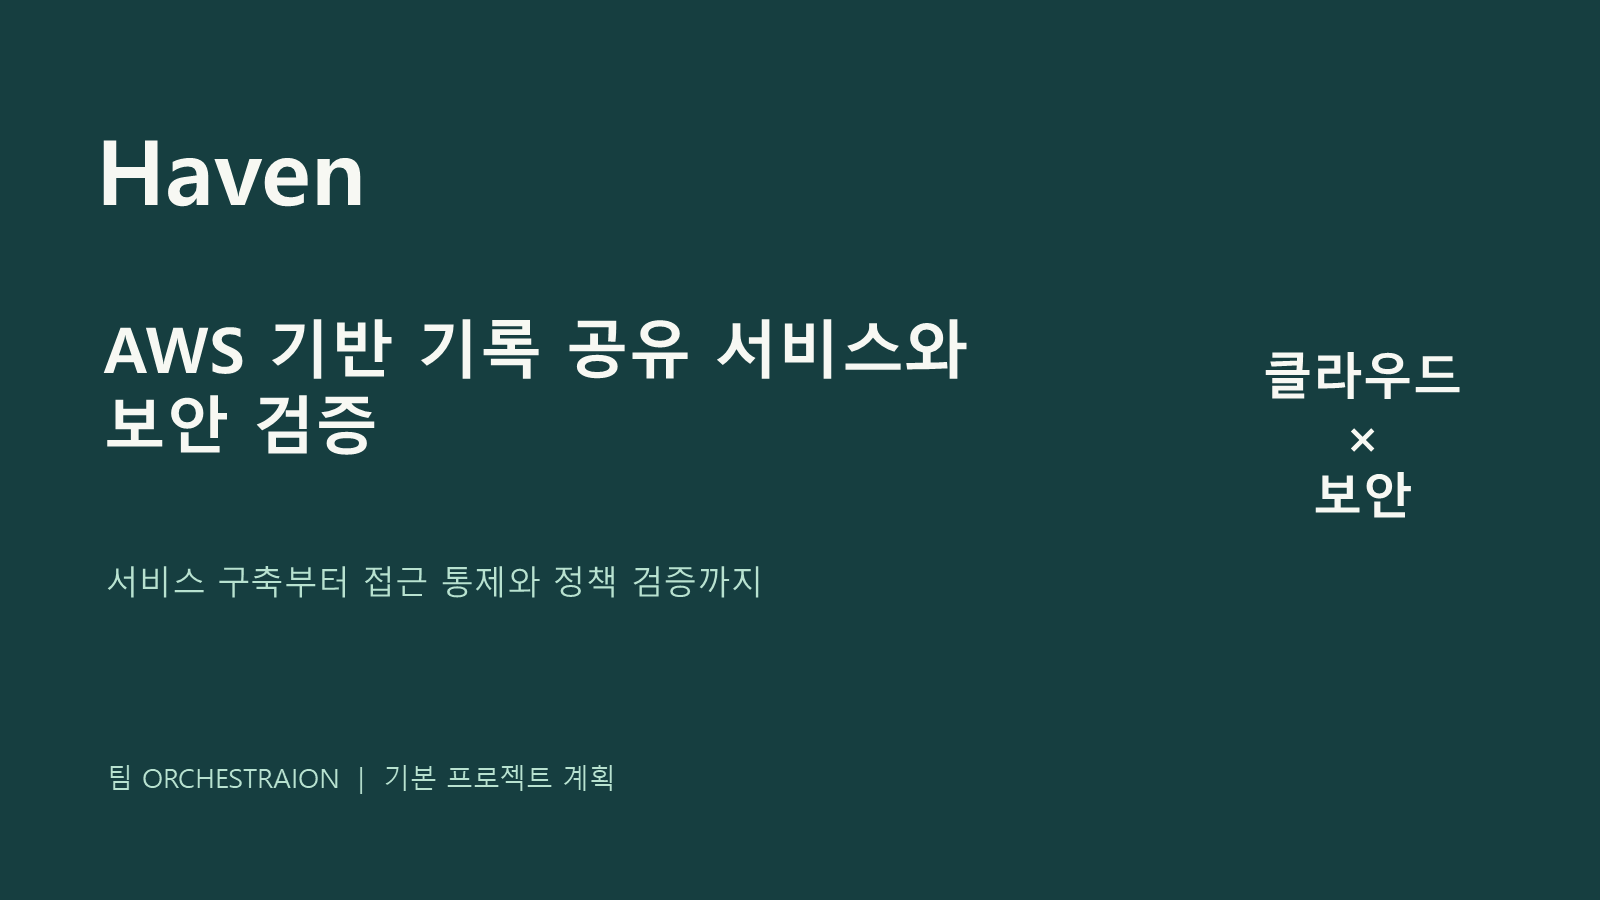 Haven
AWS 기반 기록 공유 서비스와
보안 검증
클라우드
×
보안
서비스 구축부터 접근 통제와 정책 검증까지
팀 ORCHESTRAION | 기본 프로젝트 계획